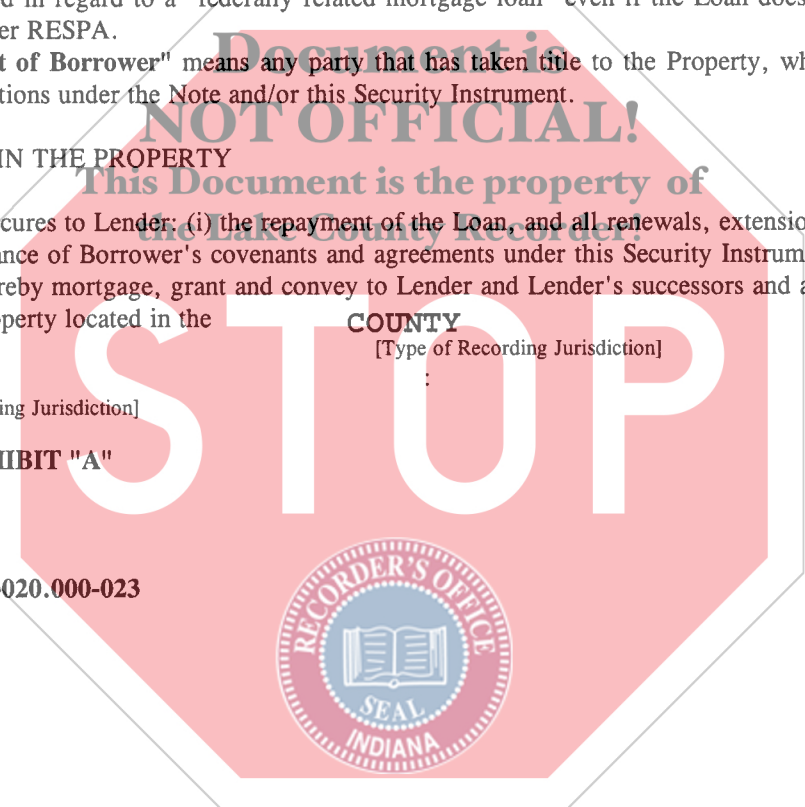 d in regard to a "federally related mortgage loan" even if the Loan does
er RESPA.
Document is
t of Borrower" means any party that has taken title to the Property, wh
tions under the Note and/or this Security Instrument.
NOT OFFICIAL!
IN THE PROPERTY
This Document is the property of
cures to Lender: (i) the repayment of the Loan, and all renewals, extensio
the Lake County Recorder!
nce of Borrower's covenants and agreements under this Security Instrum
reby mortgage, grant and convey to Lender and Lender's successors and a
perty located in the COUNTY
[Type of Recording Jurisdiction]
:
ing Jurisdiction]
STOP
IIBIT "A"
020.000-023
RECORDER'S OFFICE
SEAL
INDIANA